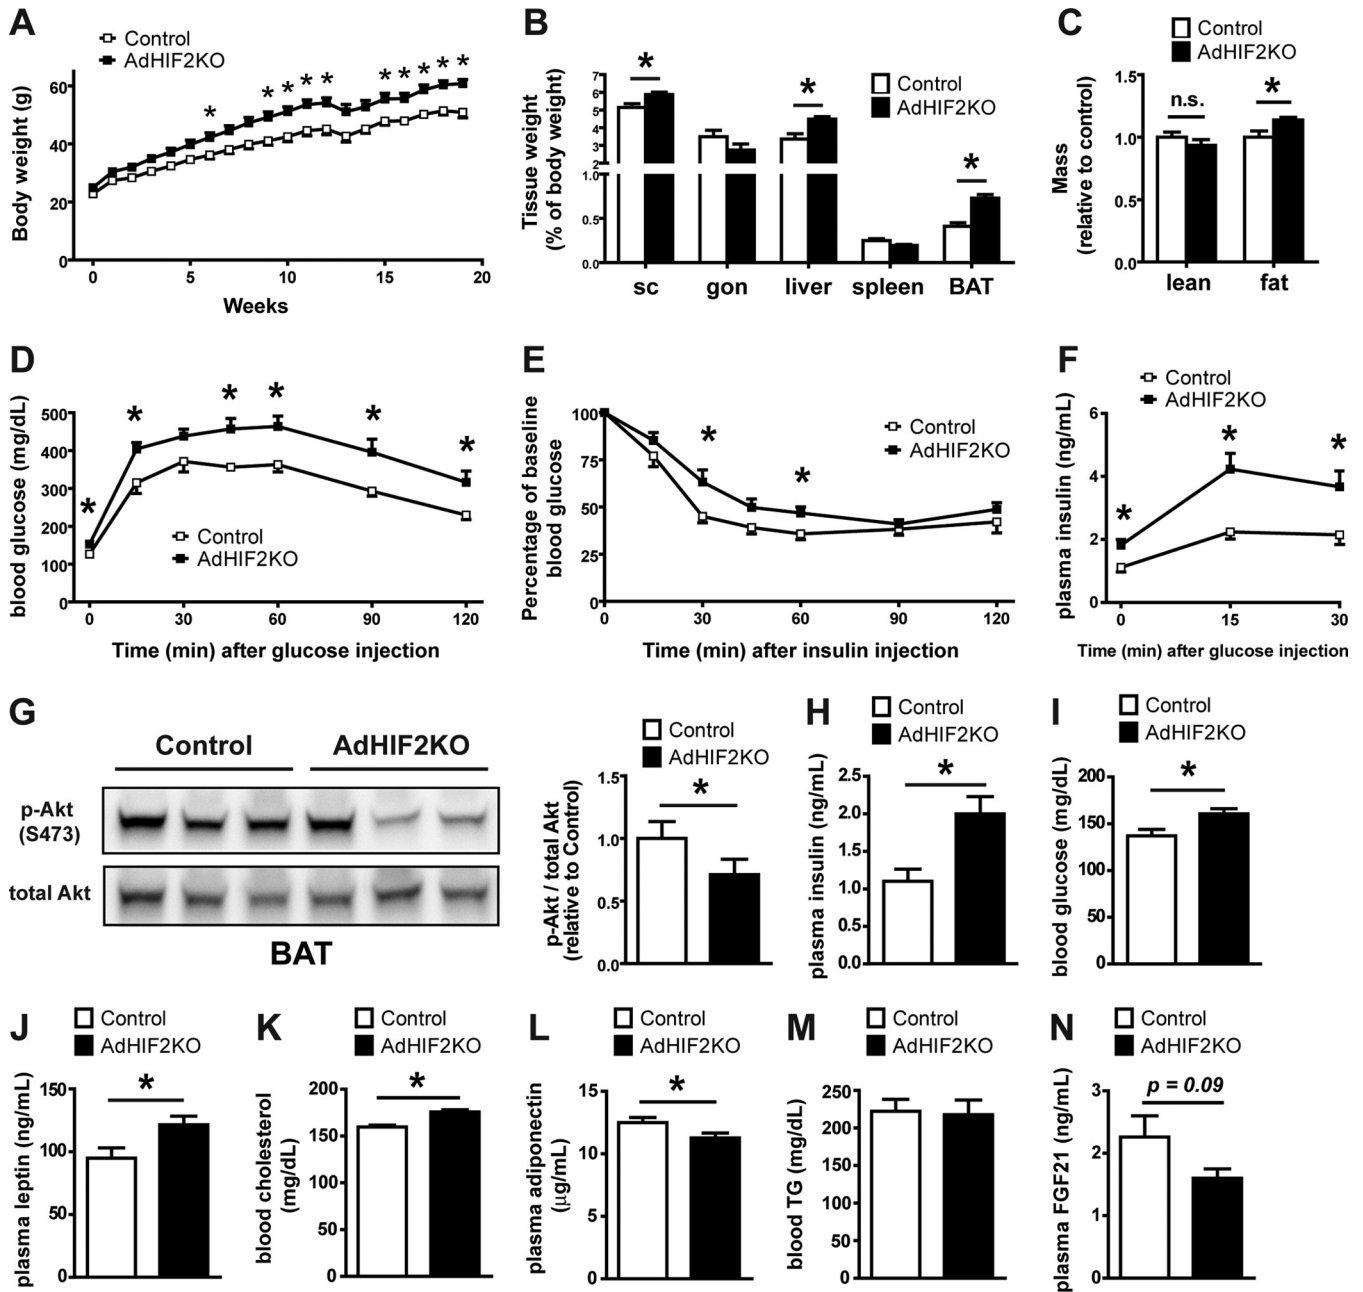 A
Control
AdHIF2KO
Body weight (g)
60
40
20
0
* * * * * * * * * *
0 5 10 15 20
Weeks
B
Control
AdHIF2KO
Tissue weight
(% of body weight)
7
6
5
4
3
2
1.0
0.5
0.0
* * *
sc gon liver spleen BAT
C
Control
AdHIF2KO
Mass
(relative to control)
1.5
1.0
0.5
0.0
n.s. *
lean fat
D
blood glucose (mg/dL)
500
400
300
200
100
0
* * * * * *
Control
AdHIF2KO
0 30 60 90 120
Time (min) after glucose injection
E
Percentage of baseline
blood glucose
100
75
50
25
0
* *
Control
AdHIF2KO
0 30 60 90 120
Time (min) after insulin injection
F
Control
AdHIF2KO
plasma insulin (ng/mL)
6
4
2
0
* * *
0 15 30
Time (min) after glucose injection
G
Control AdHIF2KO
p-Akt
(S473)
total Akt
BAT
Control
AdHIF2KO
p-Akt / total Akt
(relative to Control)
1.5
1.0
0.5
0.0
*
H
Control
AdHIF2KO
plasma insulin (ng/mL)
2.5
2.0
1.5
1.0
0.5
0.0
*
I
Control
AdHIF2KO
blood glucose (mg/dL)
200
150
100
50
0
*
J
Control
AdHIF2KO
plasma leptin (ng/mL)
150
100
50
0
*
K
Control
AdHIF2KO
blood cholesterol
(mg/dL)
200
150
100
50
0
*
L
Control
AdHIF2KO
plasma adiponectin
(µg/mL)
15
10
5
0
*
M
Control
AdHIF2KO
blood TG (mg/dL)
250
200
150
100
50
0
N
Control
AdHIF2KO
plasma FGF21 (ng/mL)
3
2
1
0
p = 0.09